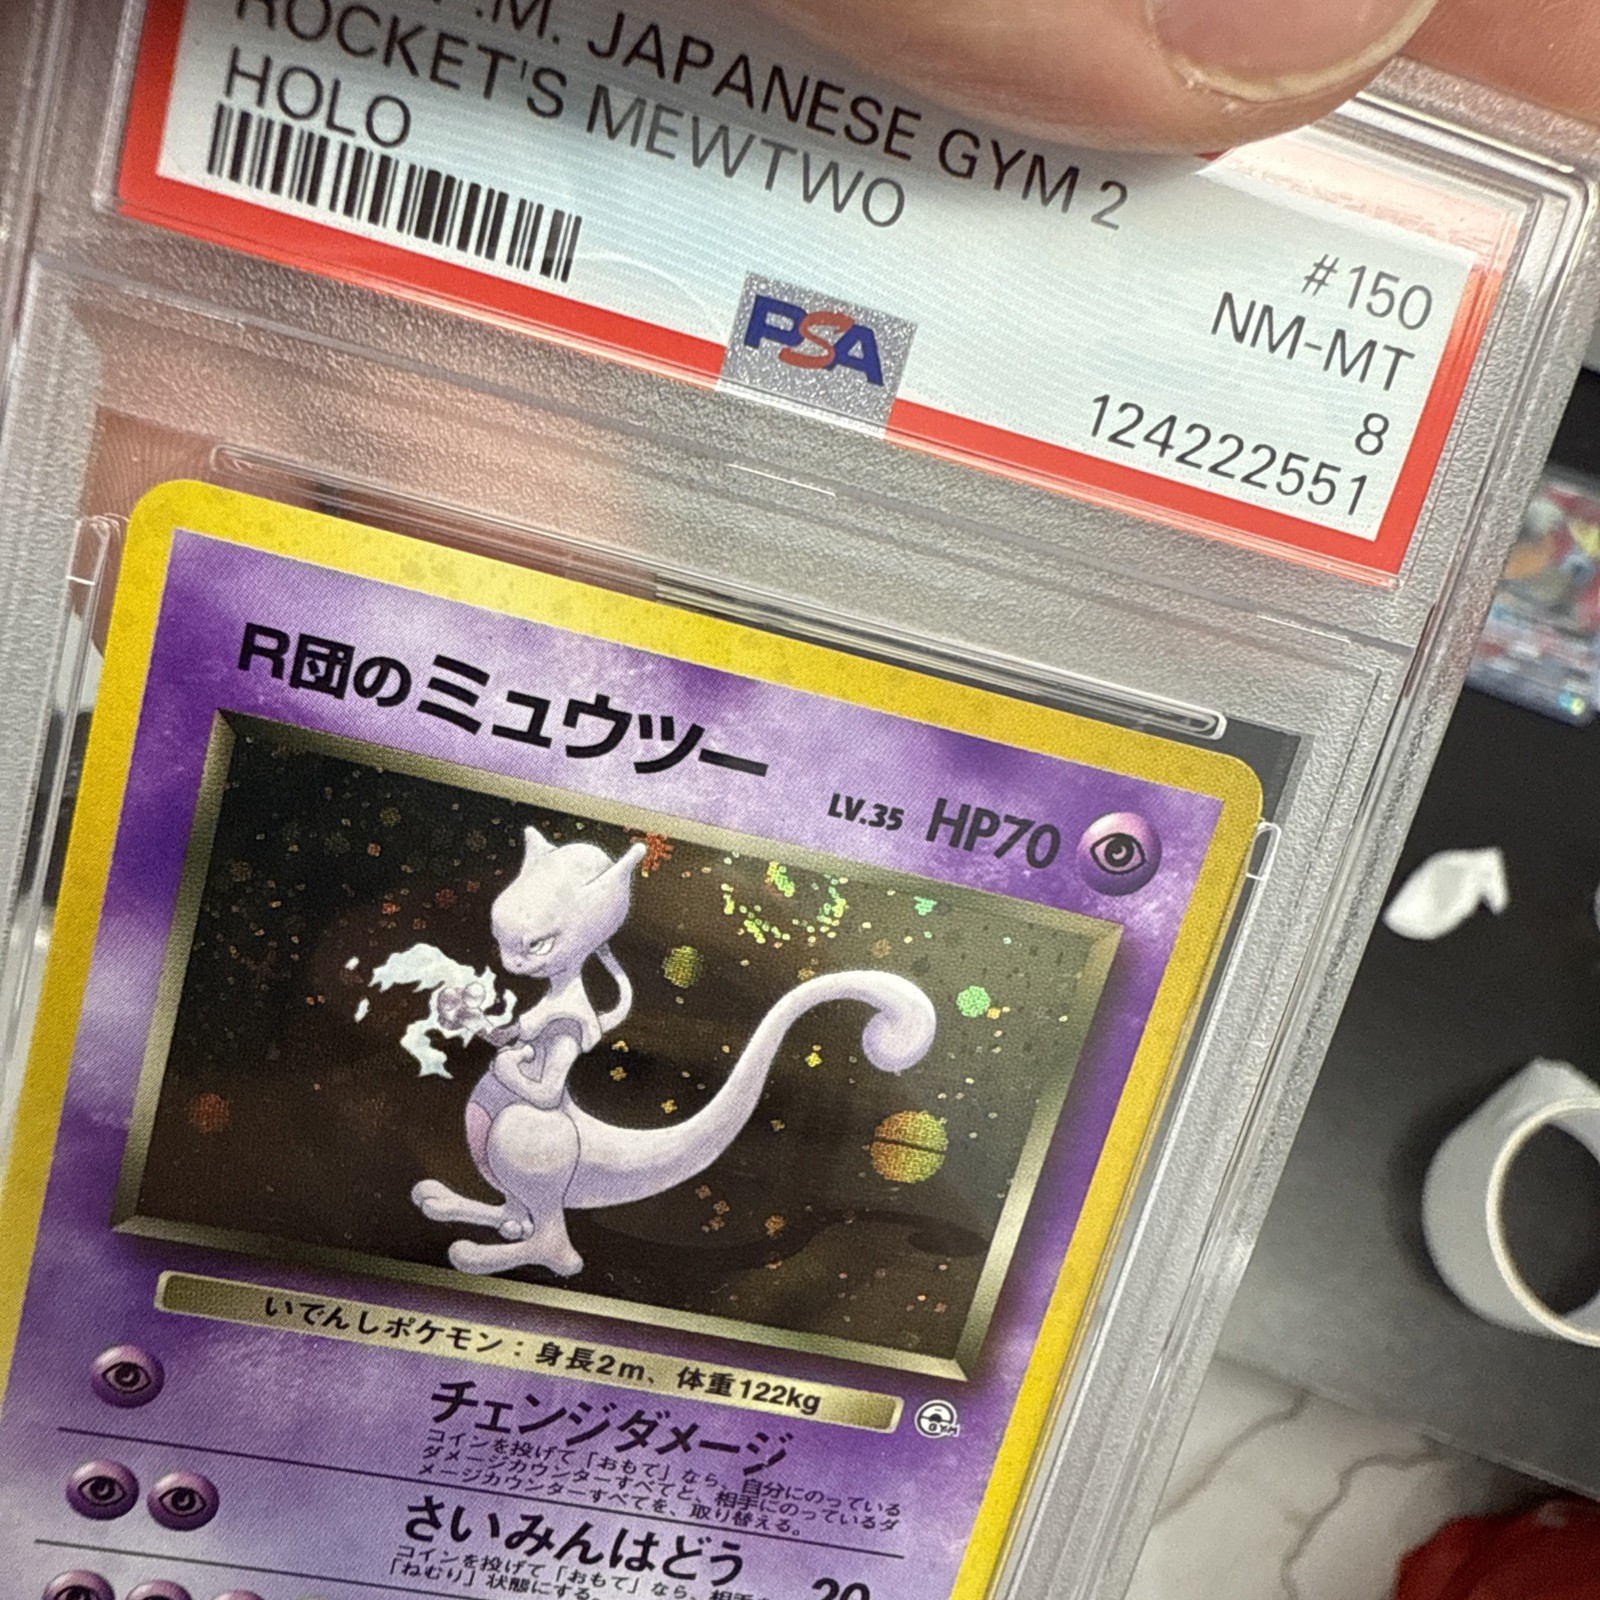 .M. JAPANESE GYM 2
ROCKET'S MEWTWO
HOLO
#150
NM-MT
8
124222551
PSA
R団のミュウツー
LV.35 HP70
いでんしポケモン:身長2m、体重122kg
GYM
チェンジダメージ
コインを投げて「おもて」なら、自分にのっている
ダメージカウンターすべてと、相手にのっているダ
メージカウンターすべてを、取り替える。
さいみんはどう 20
コインを投げて「おもて」なら、相手
「ねむり」状態にする。